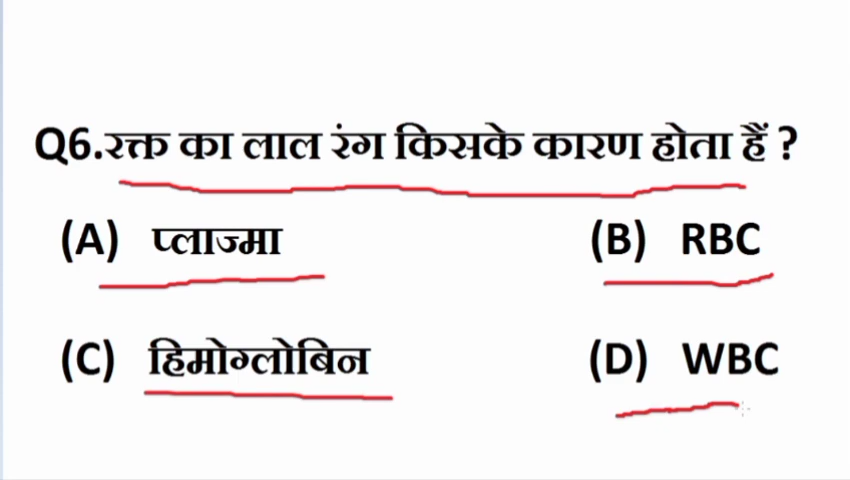 Q6.रक्त का लाल रंग किसके कारण होता हैं ?
(A) प्लाज्मा (B) RBC
(C) हिमोग्लोबिन (D) WBC